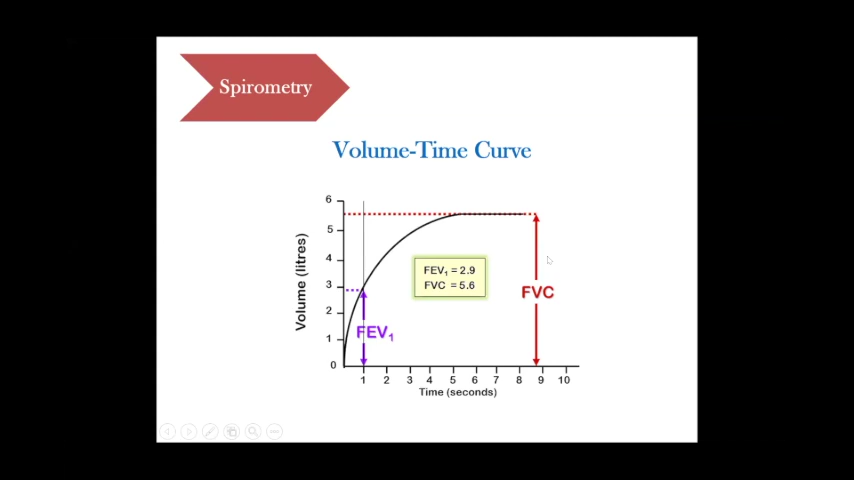 Spirometry
Volume-Time Curve
6
5
4
3
2
1
0
Volume (litres)
FEV₁ = 2.9
FVC = 5.6
FVC
FEV₁
1 2 3 4 5 6 7 8 9 10
Time (seconds)